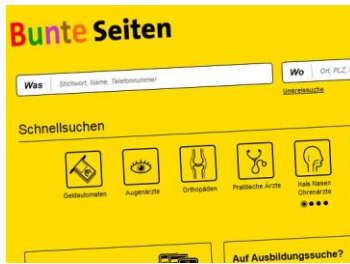 Bunte Seiten
Was Stichwort, Name, Telefonnummer
Wo Ort, PLZ,
Umkreissuche
Schnellsuchen
Geldautomaten
Augenärzte
Orthopäden
Praktische Ärzte
Hals Nasen
Ohrenärzte
Auf Ausbildungssuche?